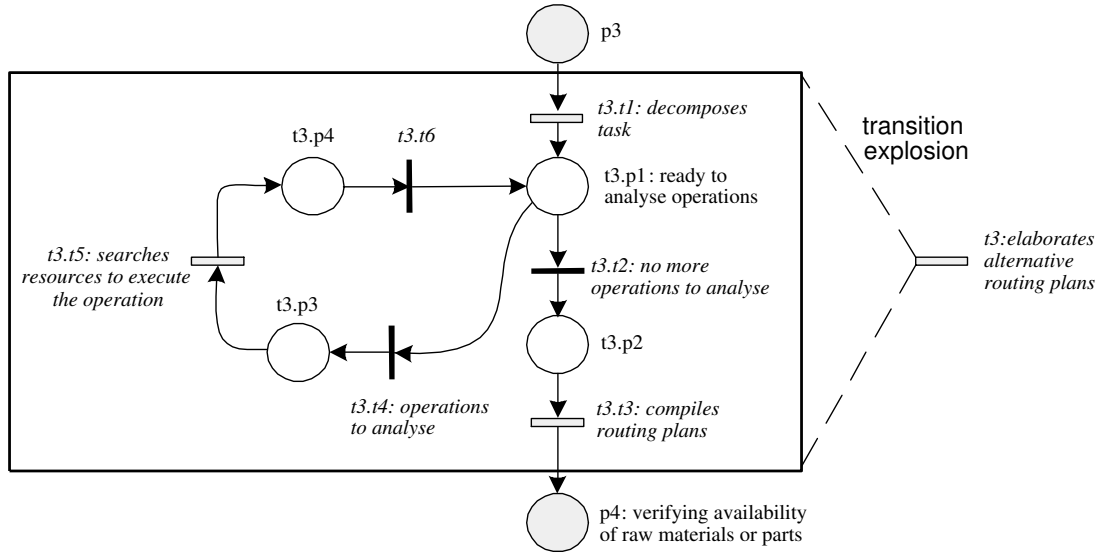 p3
t3.t1: decomposes
task
transition
explosion
t3.p4
t3.t6
t3.p1: ready to
analyse operations
t3.t5: searches
resources to execute
the operation
t3.t2: no more
operations to analyse
t3:elaborates
alternative
routing plans
t3.p3
t3.p2
t3.t4: operations
to analyse
t3.t3: compiles
routing plans
p4: verifying availability
of raw materials or parts